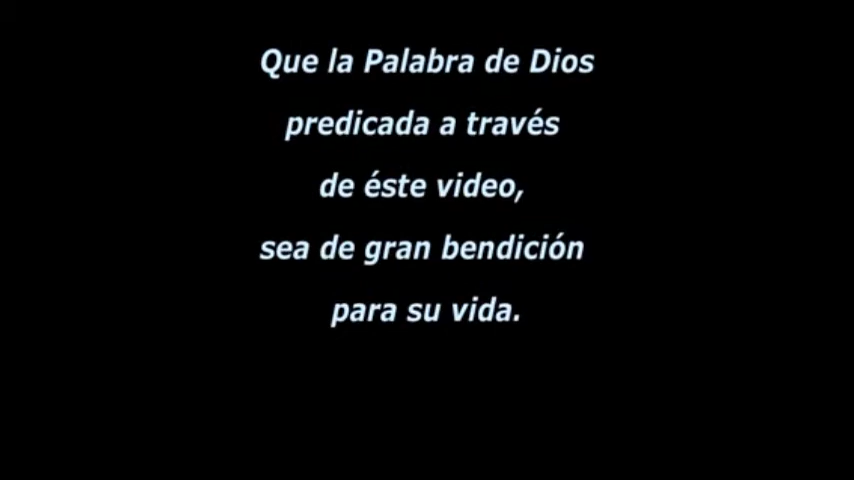 Que la Palabra de Dios
predicada a través
de éste video,
sea de gran bendición
para su vida.